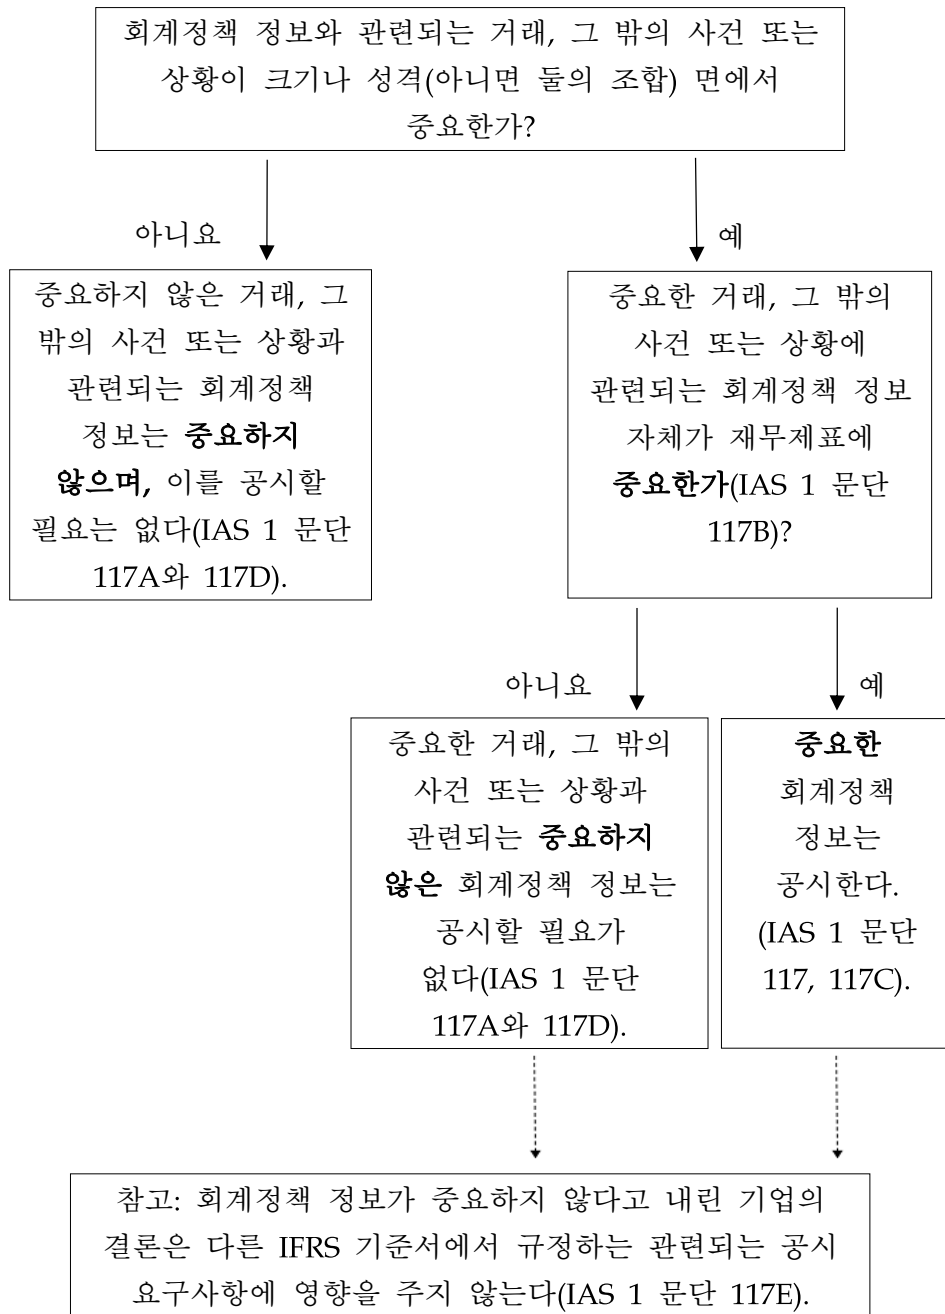 회계정책 정보와 관련되는 거래, 그 밖의 사건 또는
상황이 크기나 성격(아니면 둘의 조합) 면에서
중요한가?
아니요
예
중요하지 않은 거래, 그
밖의 사건 또는 상황과
관련되는 회계정책
정보는 중요하지
않으며, 이를 공시할
필요는 없다(IAS 1 문단
117A와 117D).
중요한 거래, 그 밖의
사건 또는 상황에
관련되는 회계정책 정보
자체가 재무제표에
중요한가(IAS 1 문단
117B)?
아니요
예
중요한 거래, 그 밖의
사건 또는 상황과
관련되는 중요하지
않은 회계정책 정보는
공시할 필요가
없다(IAS 1 문단
117A와 117D).
중요한
회계정책
정보는
공시한다.
(IAS 1 문단
117, 117C).
참고: 회계정책 정보가 중요하지 않다고 내린 기업의
결론은 다른 IFRS 기준서에서 규정하는 관련되는 공시
요구사항에 영향을 주지 않는다(IAS 1 문단 117E).